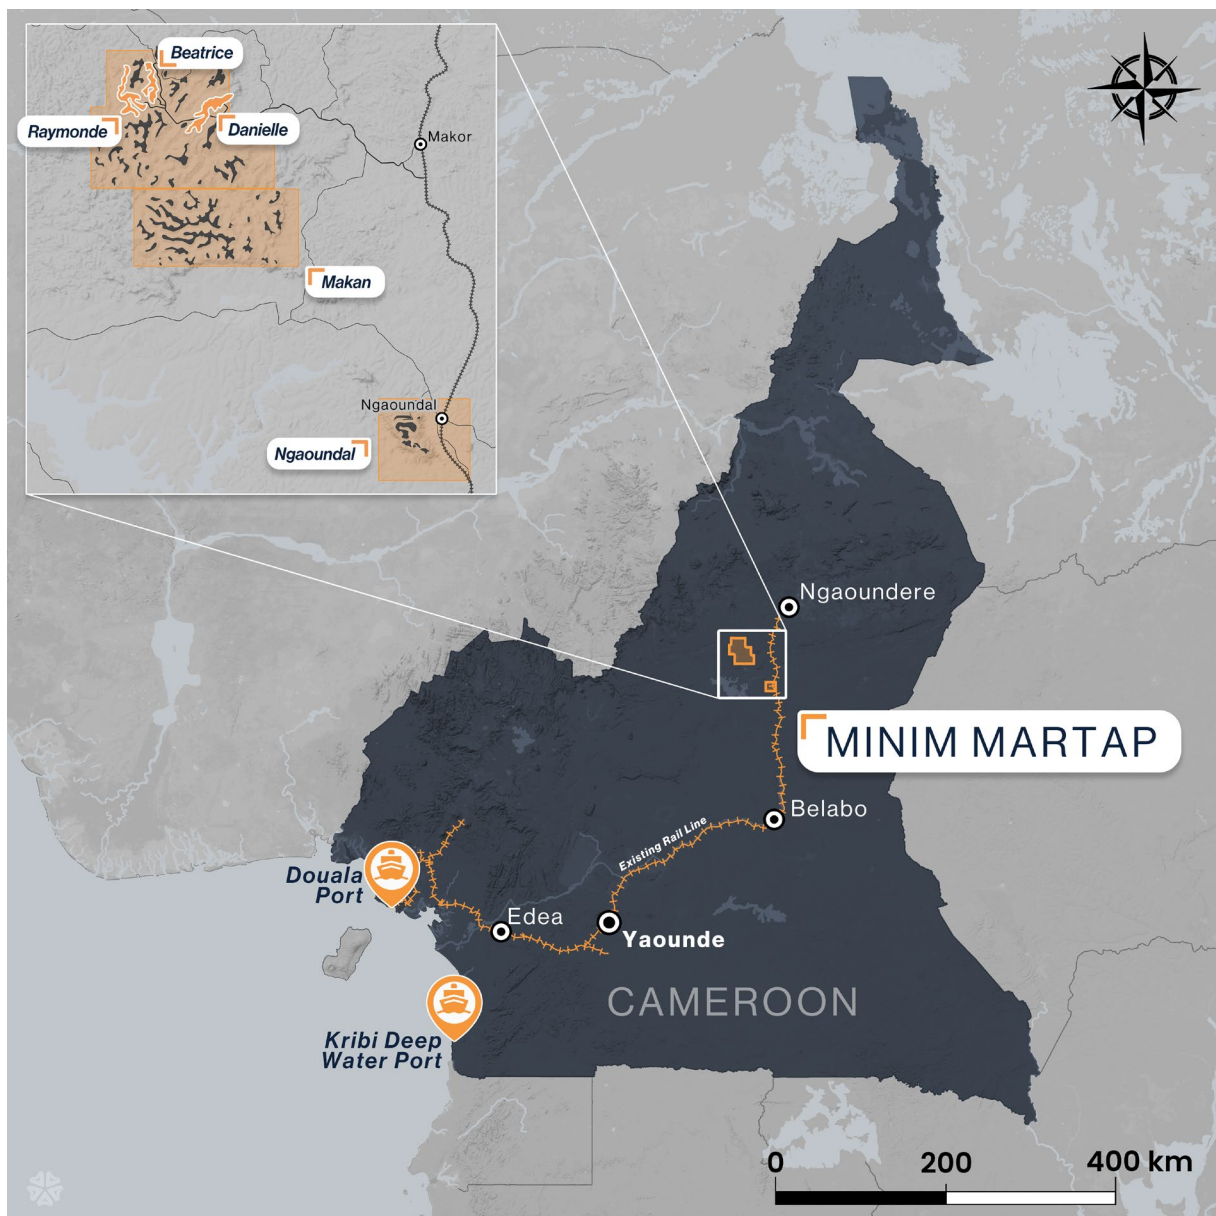 Beatrice
Raymonde
Danielle
Makor
Makan
Ngaoundal
Ngaoundal
Ngaoundere
MINIM MARTAP
Belabo
Existing Rail Line
Douala
Port
Edea
Yaounde
CAMEROON
Kribi Deep
Water Port
0 200 400 km